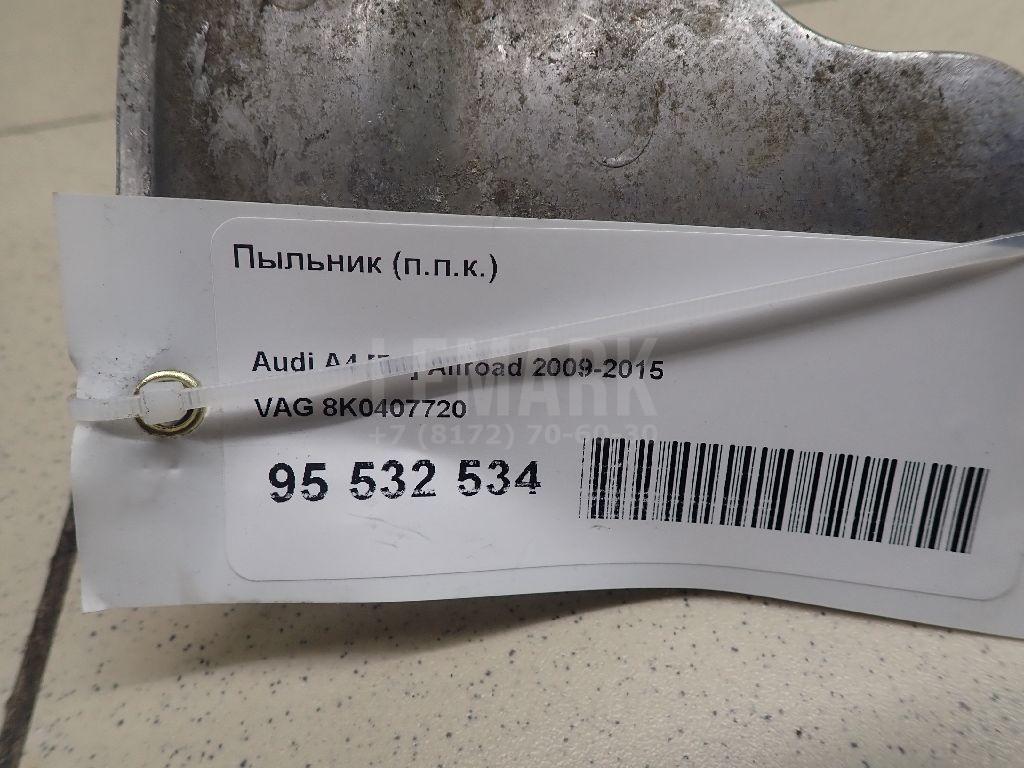 Пыльник (п.п.к.)
Audi A4 Allroad 2009-2015
VAG 8K0407720
LEMARK
+7 (8172) 70-60-30
95 532 534